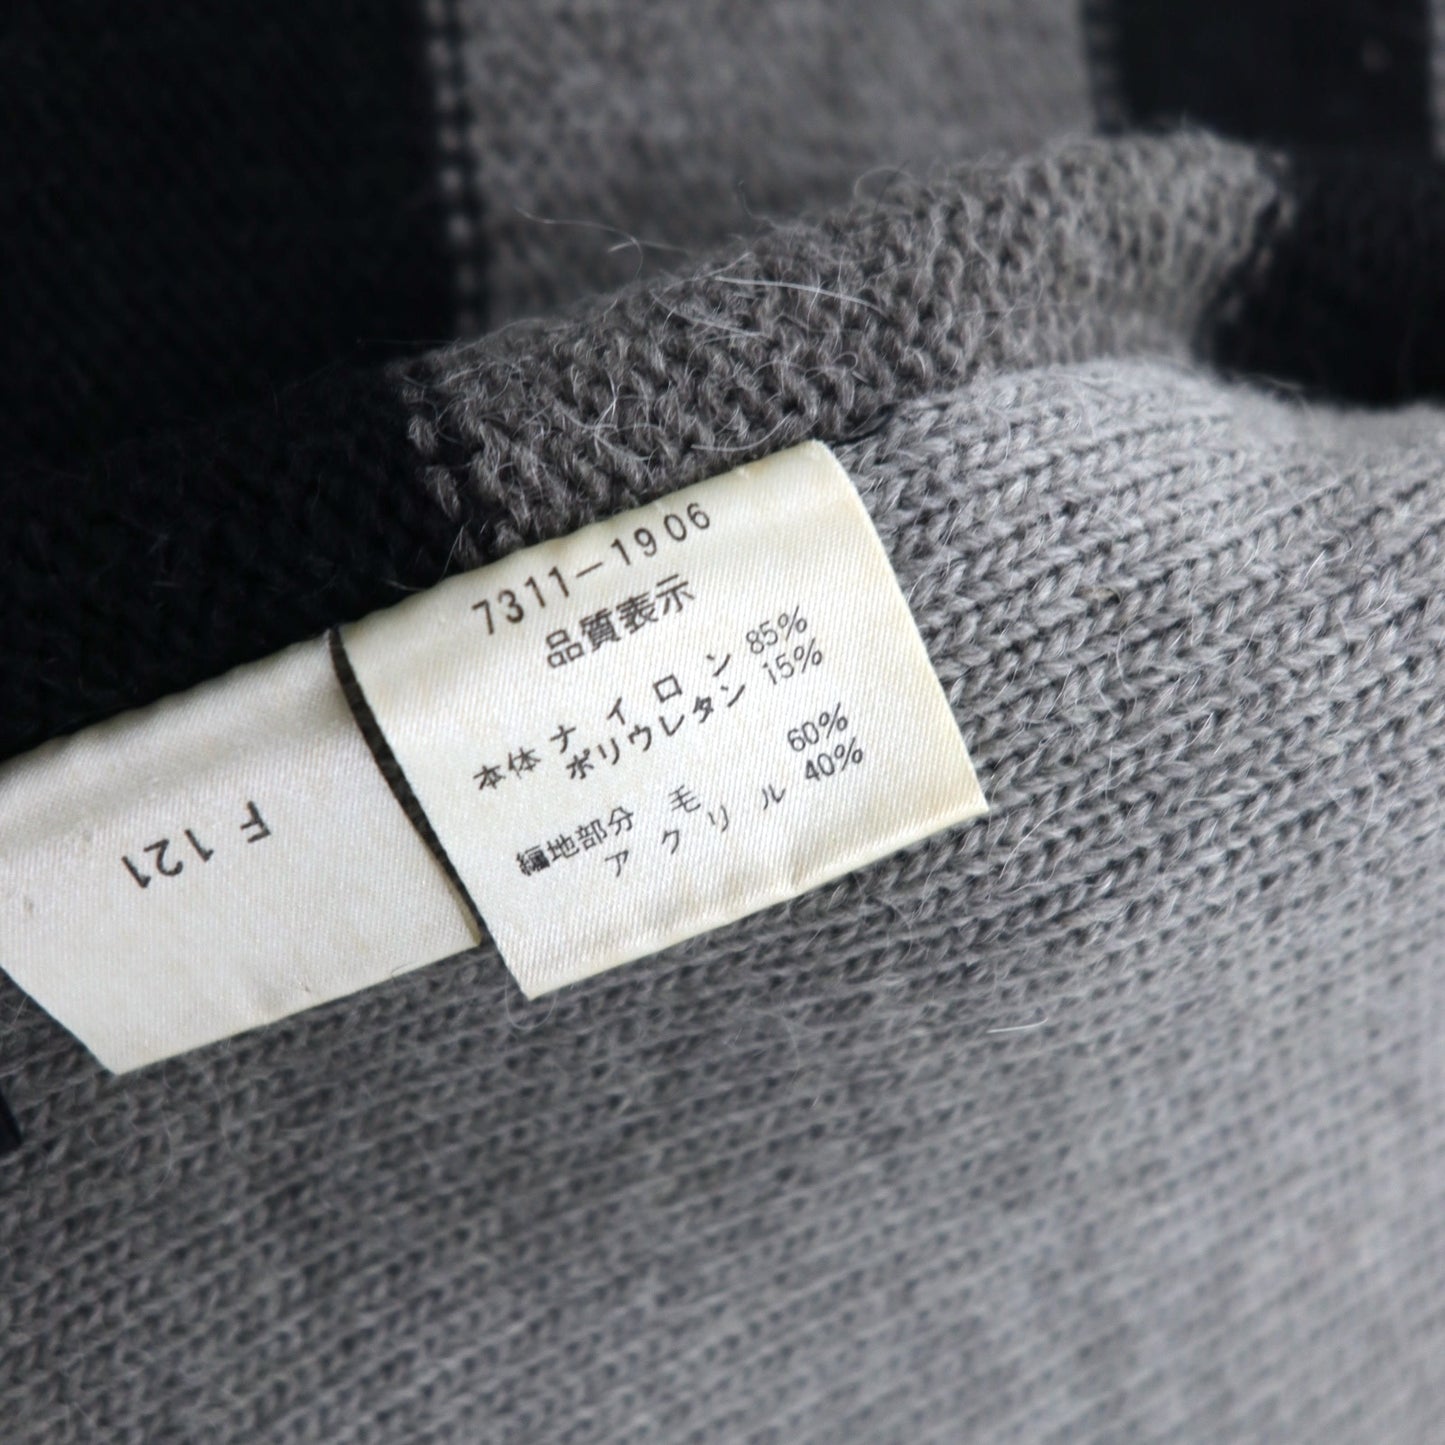 7311-1906
品質表示
本体 ナイロン 85%
ポリウレタン 15%
編地部分 毛 60%
アクリル 40%
F 121